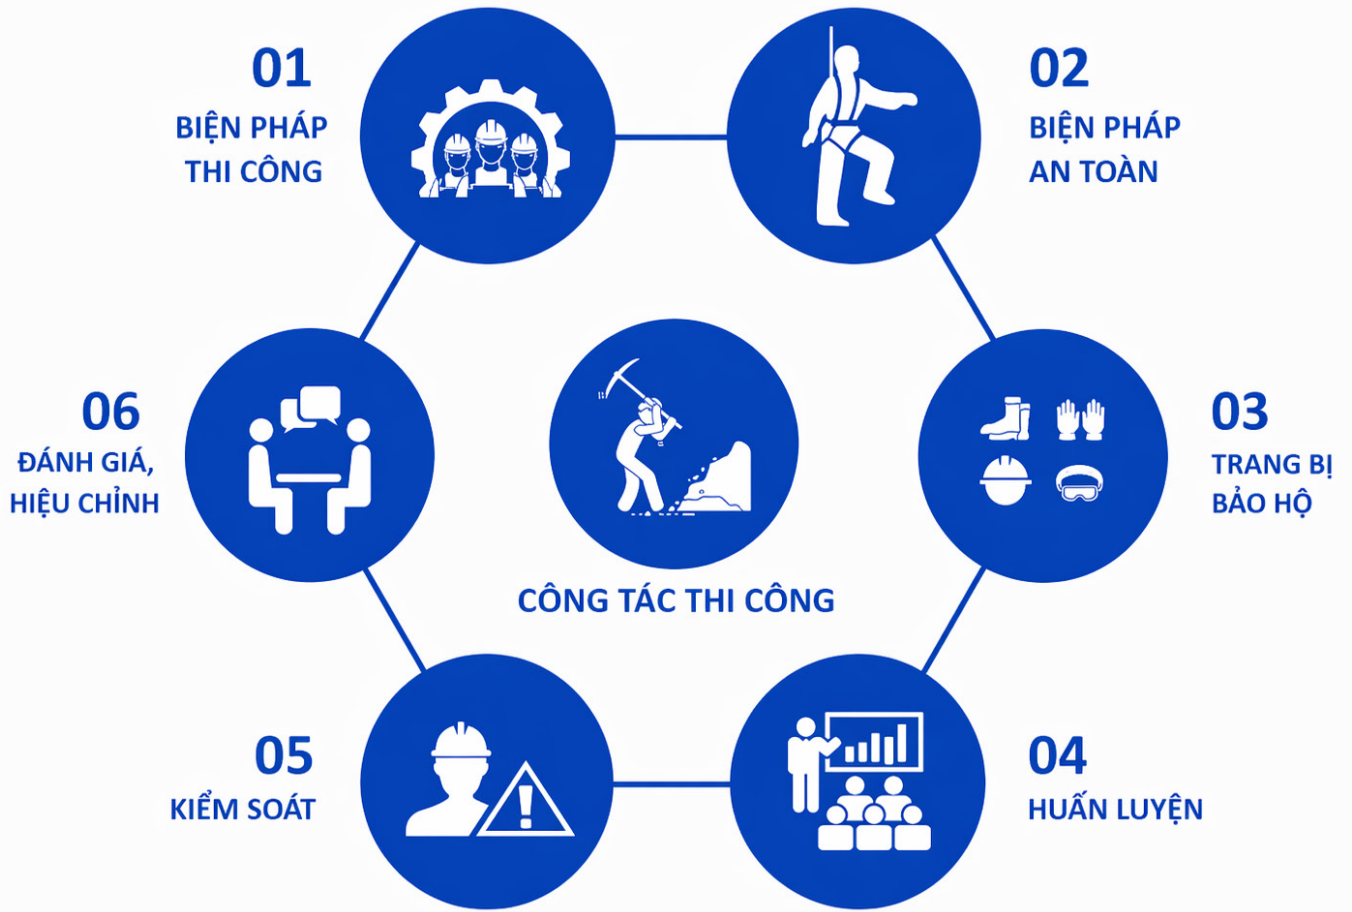 01
BIỆN PHÁP
THI CÔNG
02
BIỆN PHÁP
AN TOÀN
03
TRANG BỊ
BẢO HỘ
04
HUẤN LUYỆN
05
KIỂM SOÁT
06
ĐÁNH GIÁ,
HIỆU CHỈNH
CÔNG TÁC THI CÔNG